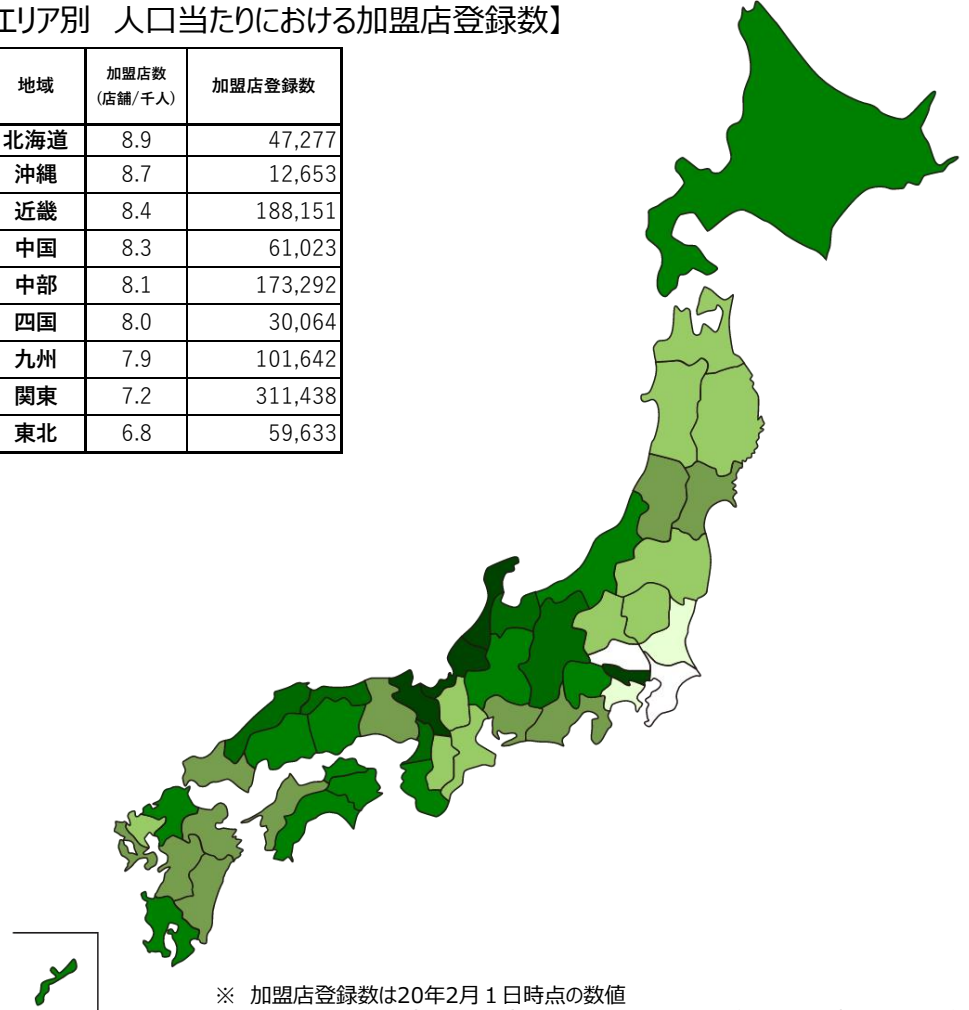 エリア別 人口当たりにおける加盟店登録数】
地域 加盟店数 (店舗/千人) 加盟店登録数
北海道 8.9 47,277
沖縄 8.7 12,653
近畿 8.4 188,151
中国 8.3 61,023
中部 8.1 173,292
四国 8.0 30,064
九州 7.9 101,642
関東 7.2 311,438
東北 6.8 59,633
※ 加盟店登録数は20年2月1日時点の数値